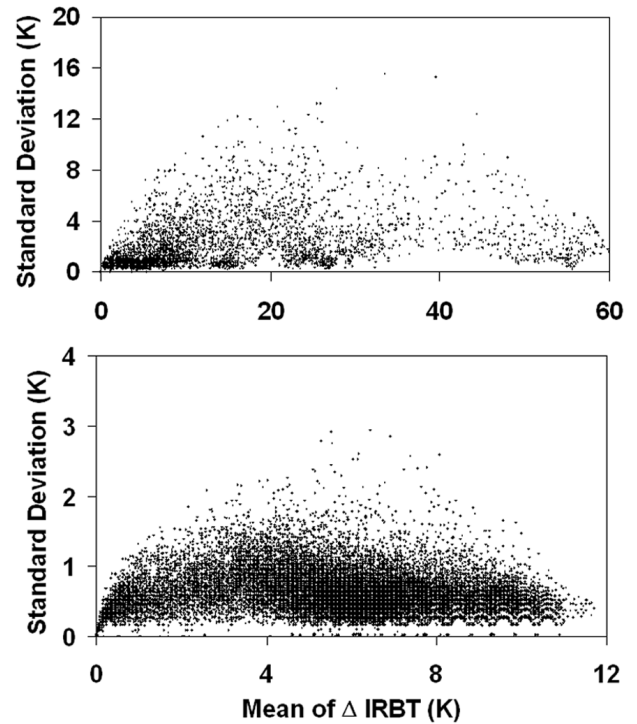 Standard Deviation (K)
20
16
12
8
4
0
0 20 40 60
Standard Deviation (K)
4
3
2
1
0
0 4 8 12
Mean of Δ IRBT (K)